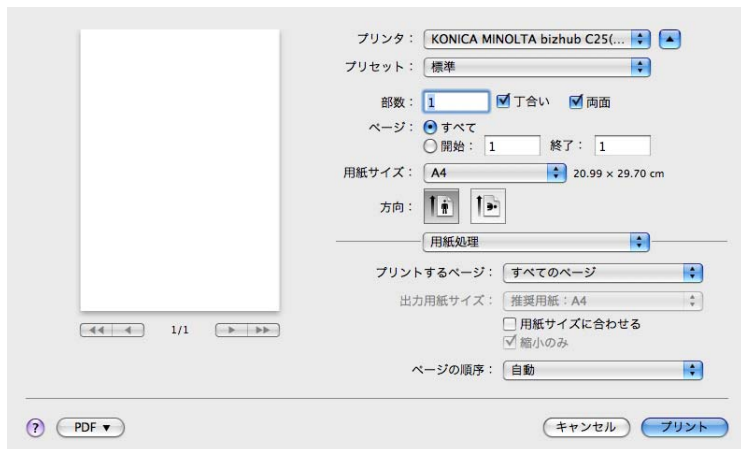 プリンタ： KONICA MINOLTA bizhub C25(...
プリセット： 標準
部数： 1 丁合い 両面
ページ： すべて
開始： 1 終了： 1
用紙サイズ： A4 20.99 × 29.70 cm
方向：
用紙処理
プリントするページ： すべてのページ
出力用紙サイズ： 推奨用紙：A4
用紙サイズに合わせる
縮小のみ
1/1
ページの順序： 自動
? PDF ▼ キャンセル プリント